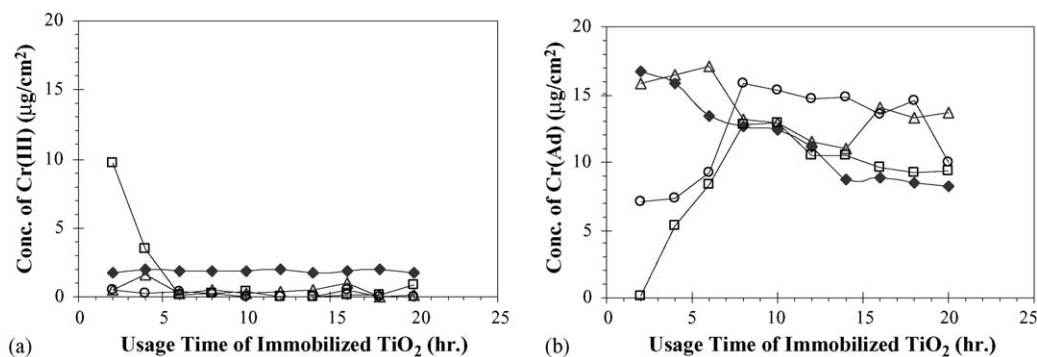 20
15
10
5
0
Conc. of Cr(III) (µg/cm²)
0 5 10 15 20 25
(a) Usage Time of Immobilized TiO₂ (hr.)
20
15
10
5
0
Conc. of Cr(Ad) (µg/cm²)
0 5 10 15 20 25
(b) Usage Time of Immobilized TiO₂ (hr.)